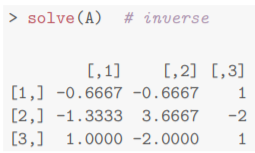 > solve(A)  # inverse
        [,1]    [,2] [,3]
[1,] -0.6667 -0.6667    1
[2,] -1.3333  3.6667   -2
[3,]  1.0000 -2.0000    1